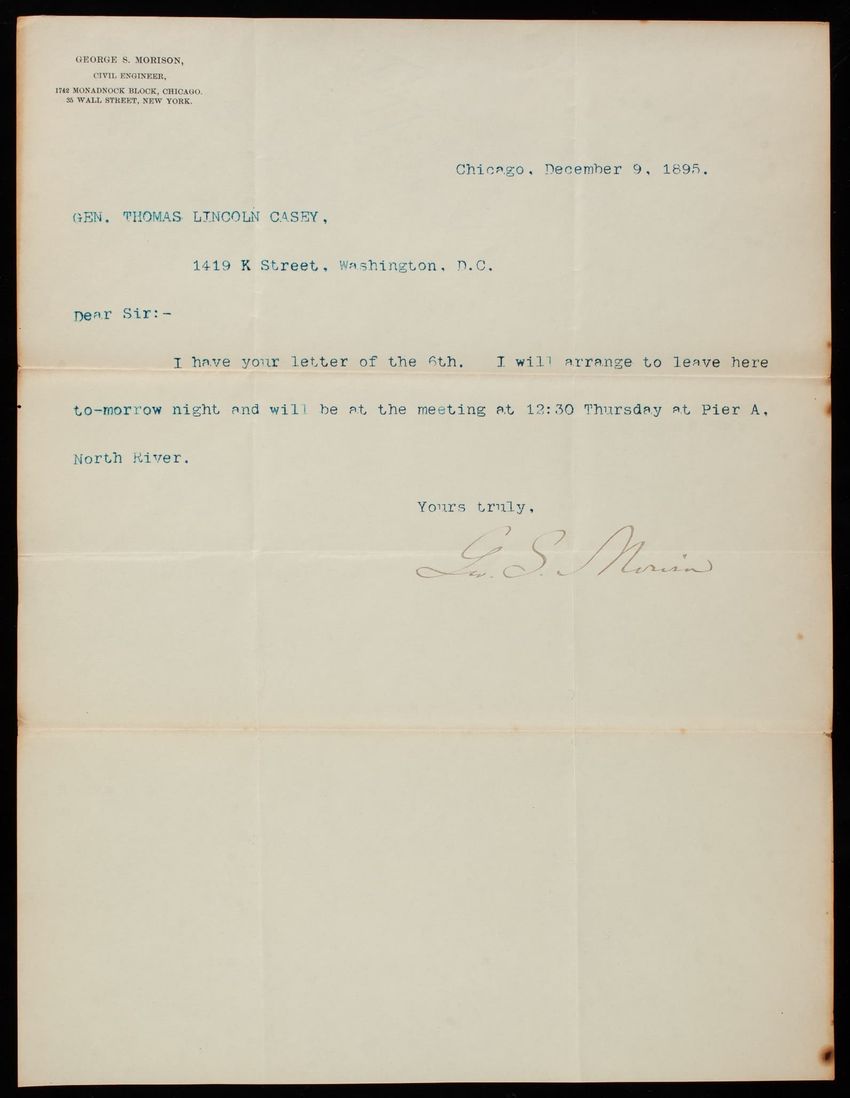 GEORGE S. MORISON,
CIVIL ENGINEER,
1742 MONADNOCK BLOCK, CHICAGO.
35 WALL STREET, NEW YORK.
Chicago, December 9, 1895.
GEN. THOMAS LINCOLN CASEY,
1419 K Street, Washington, D.C.
Dear Sir:-
I have your letter of the 6th. I will arrange to leave here
to-morrow night and will be at the meeting at 12:30 Thursday at Pier A,
North River.
Yours truly,
Geo. S. Morison